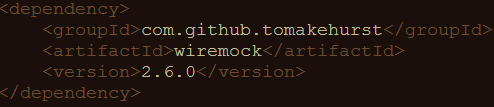 <dependency>
    <groupId>com.github.tomakehurst</groupId>
    <artifactId>wiremock</artifactId>
    <version>2.6.0</version>
</dependency>